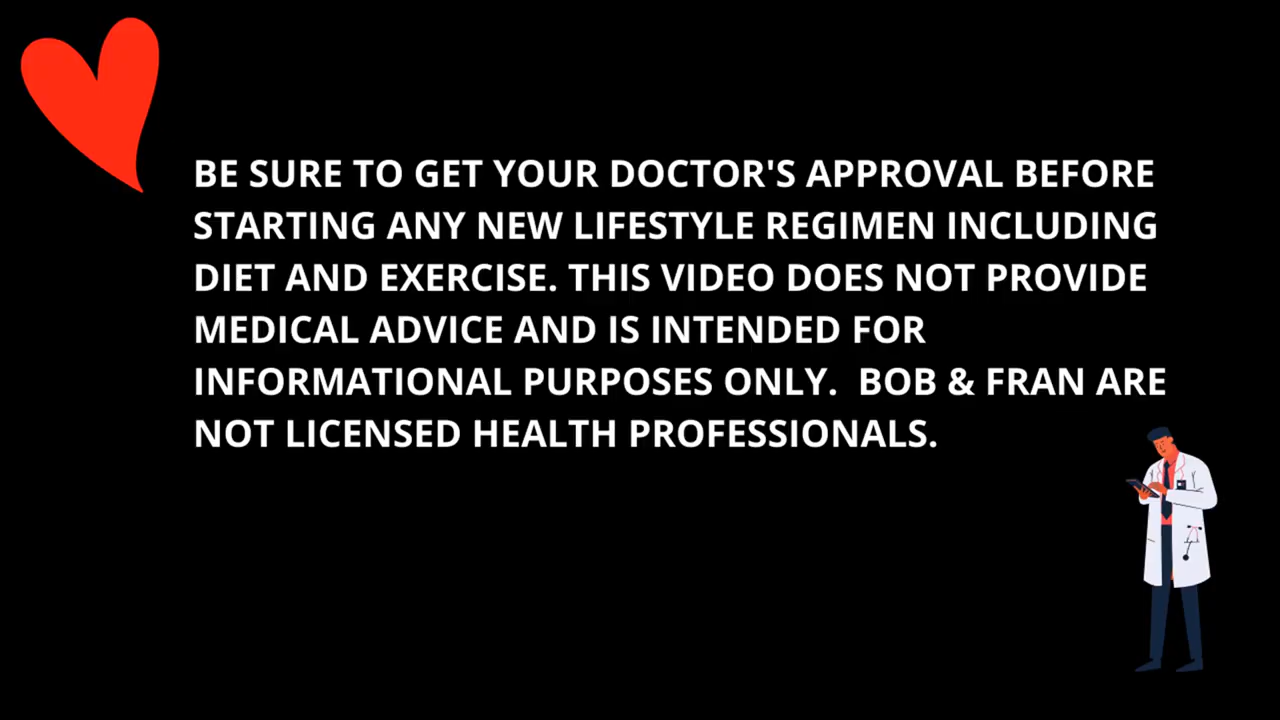 BE SURE TO GET YOUR DOCTOR'S APPROVAL BEFORE
STARTING ANY NEW LIFESTYLE REGIMEN INCLUDING
DIET AND EXERCISE. THIS VIDEO DOES NOT PROVIDE
MEDICAL ADVICE AND IS INTENDED FOR
INFORMATIONAL PURPOSES ONLY.  BOB & FRAN ARE
NOT LICENSED HEALTH PROFESSIONALS.